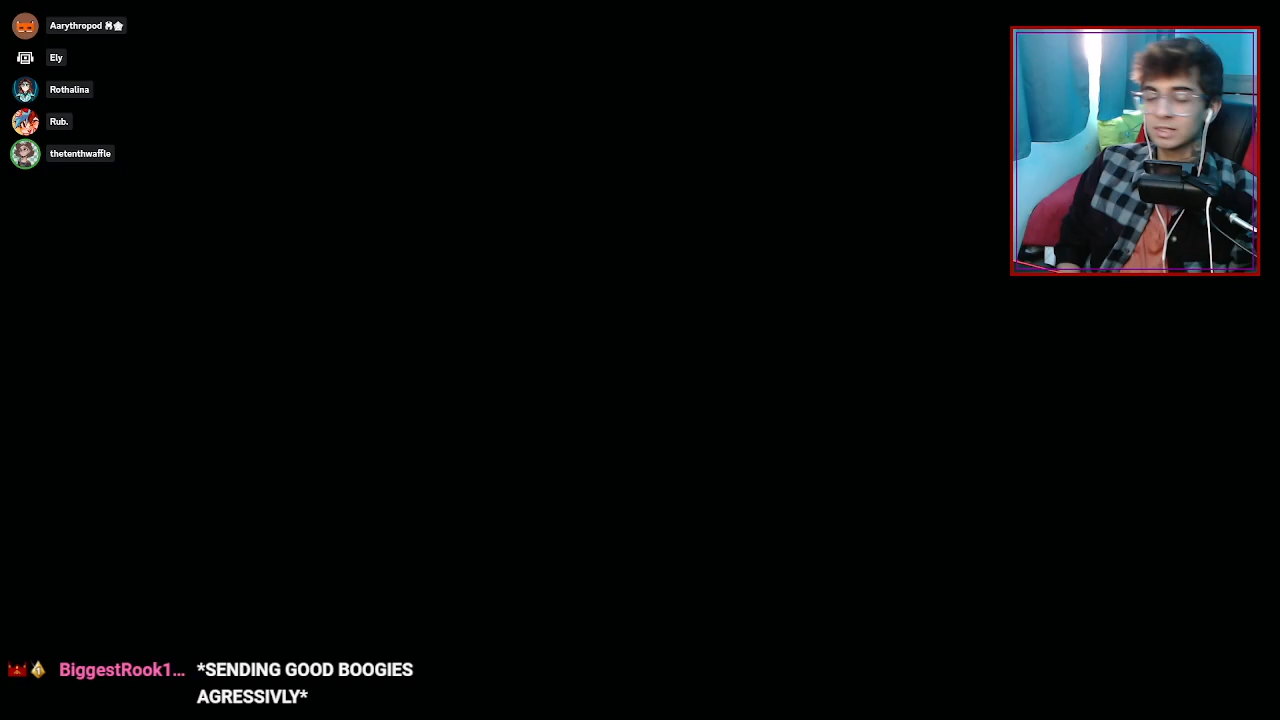 Aarythropod
Ely
Rothalina
Rub.
thetenthwaffle
BiggestRook1... *SENDING GOOD BOOGIES
AGRESSIVLY*